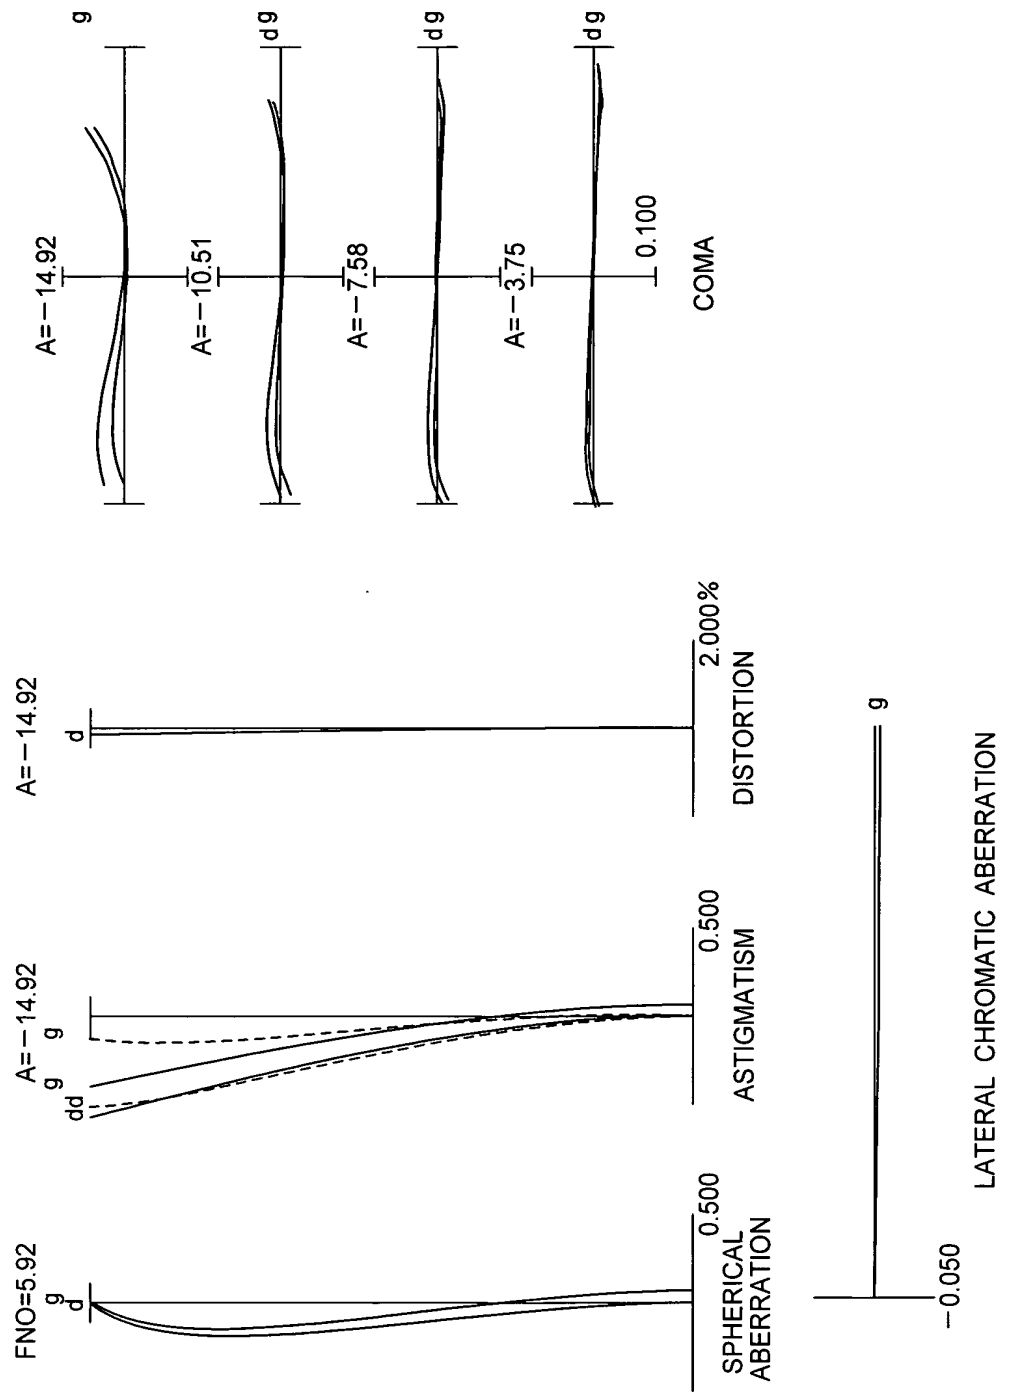 FNO=5.92
g
d
0.500
SPHERICAL
ABERRATION
A=−14.92
g
g
dd
0.500
ASTIGMATISM
A=−14.92
d
2.000%
DISTORTION
A=−14.92
g
A=−10.51
d g
A=−7.58
d g
A=−3.75
d g
0.100
COMA
g
−0.050
LATERAL CHROMATIC ABERRATION